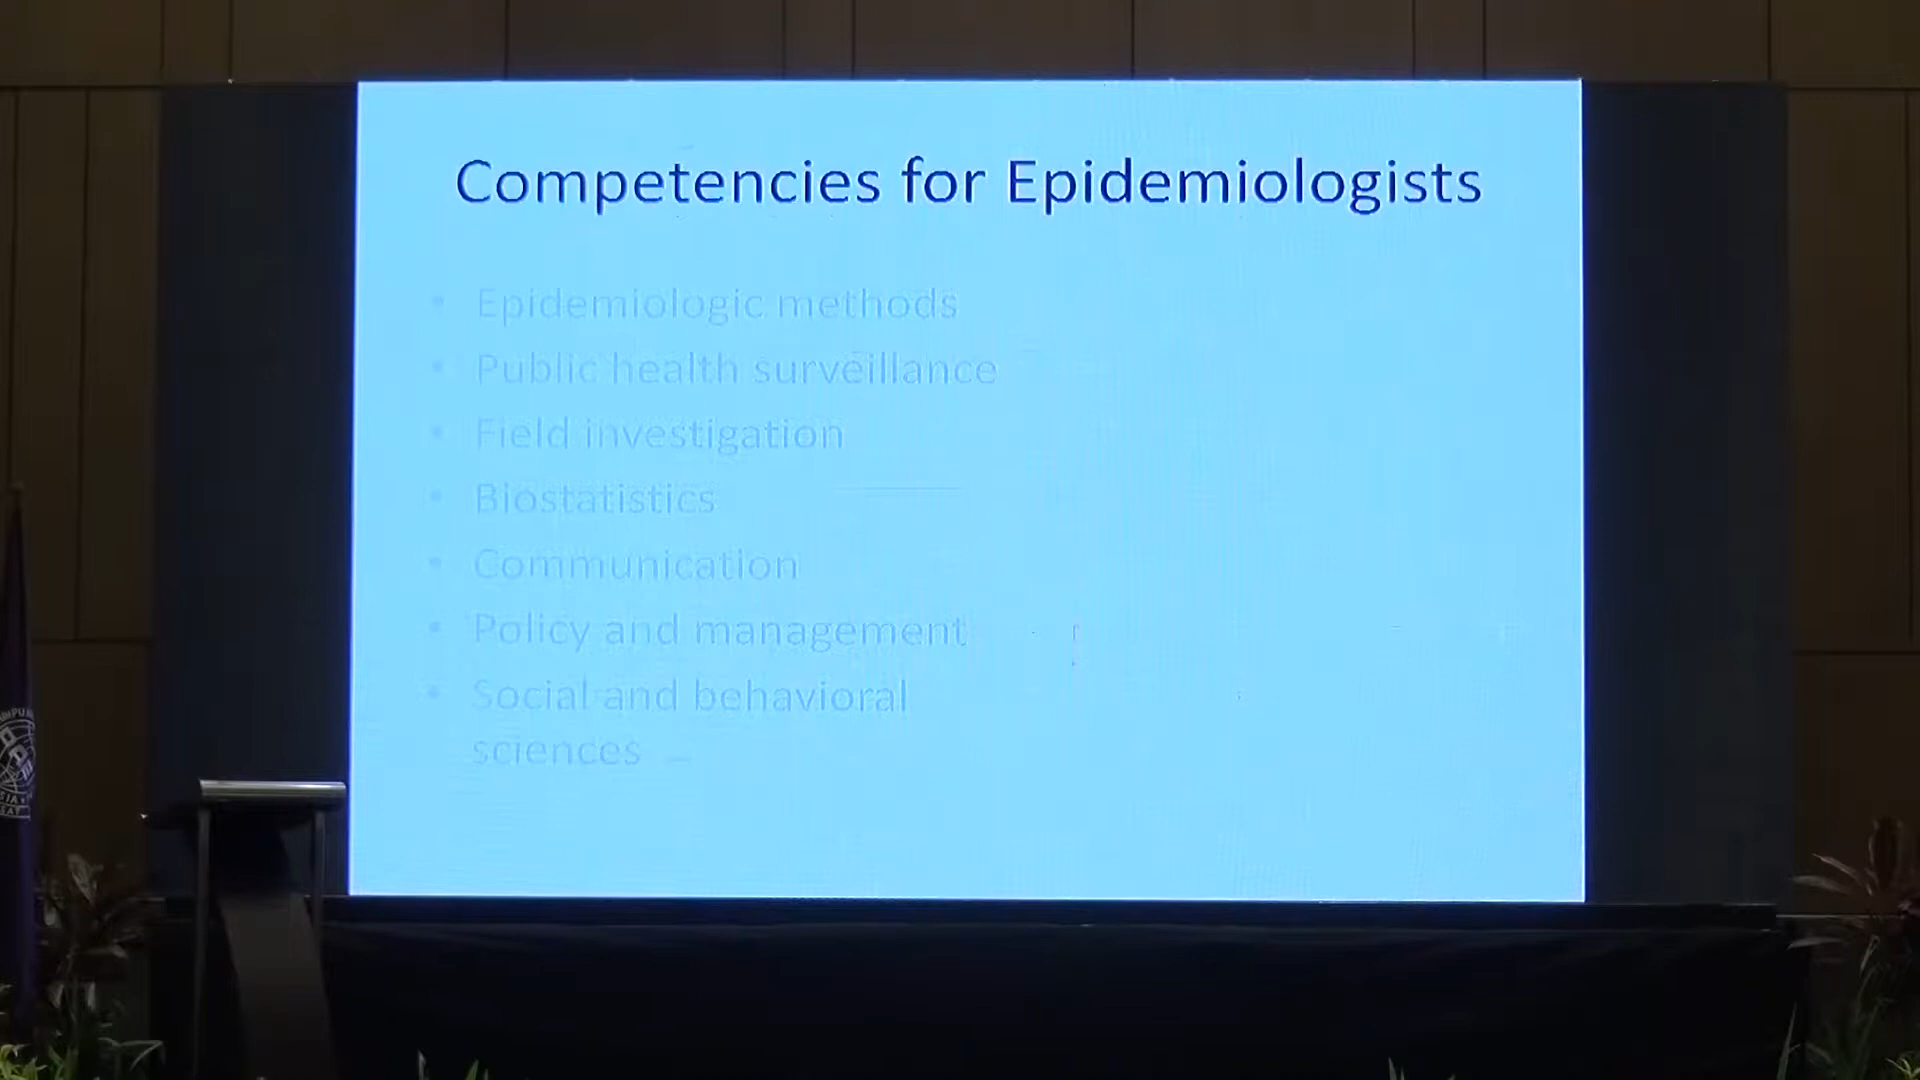 Competencies for Epidemiologists
• Epidemiologic methods
• Public health surveillance
• Field investigation
• Biostatistics
• Communication
• Policy and management
• Social and behavioral
sciences